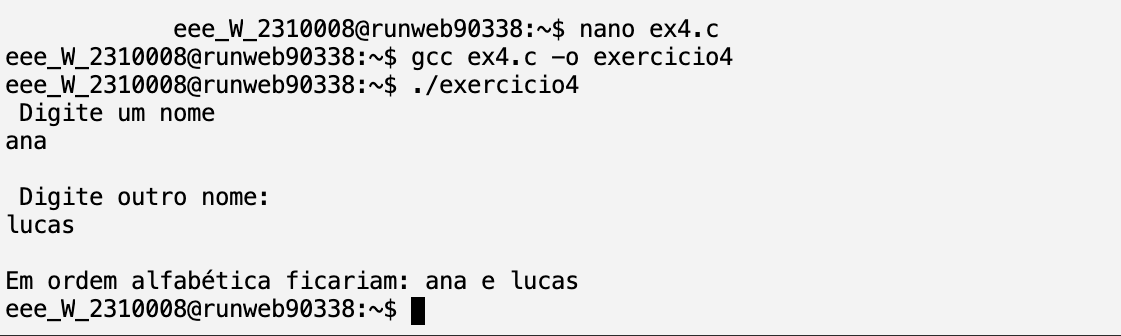 eee_W_2310008@runweb90338:~$ nano ex4.c
eee_W_2310008@runweb90338:~$ gcc ex4.c -o exercicio4
eee_W_2310008@runweb90338:~$ ./exercicio4
Digite um nome
ana
Digite outro nome:
lucas
Em ordem alfabética ficariam: ana e lucas
eee_W_2310008@runweb90338:~$